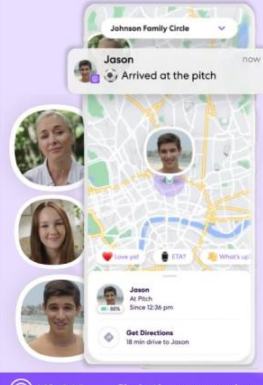 Johnson Family Circle
Jason
now
⚽ Arrived at the pitch
❤️ Love ya!
ETA?
👋 What's up
Jason
At Pitch
Since 12:36 pm
Get Directions
18 min drive to Jason